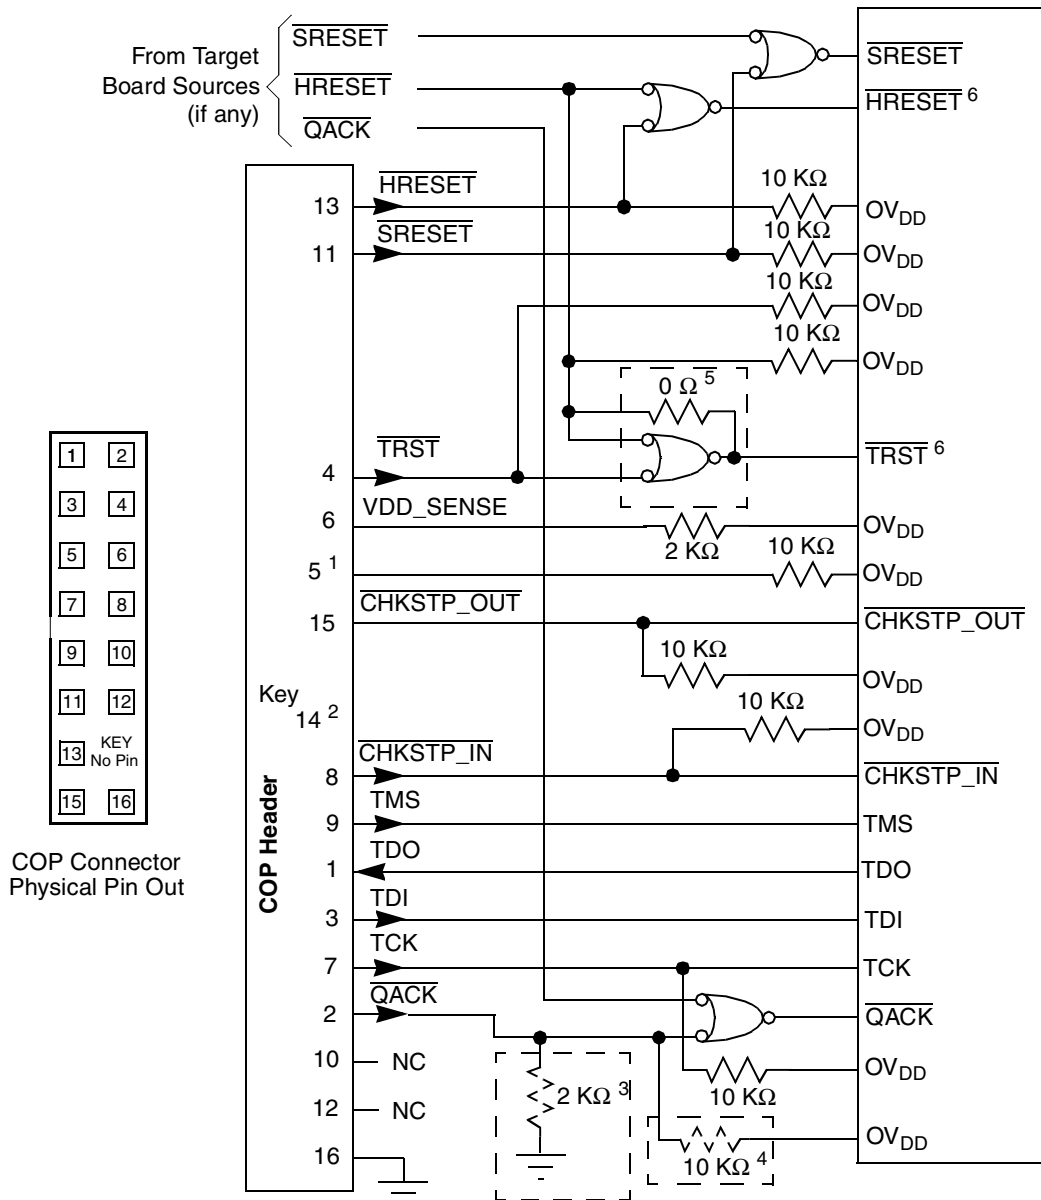 From Target
Board Sources
(if any)
SRESET
HRESET
QACK
SRESET
HRESET 6
13
HRESET
10 KΩ
OVDD
11
SRESET
10 KΩ
OVDD
10 KΩ
OVDD
10 KΩ
OVDD
0 Ω 5
4
TRST
TRST 6
6
VDD_SENSE
2 KΩ
OVDD
5 1
10 KΩ
OVDD
15
CHKSTP_OUT
CHKSTP_OUT
10 KΩ
OVDD
Key
14 2
10 KΩ
OVDD
8
CHKSTP_IN
CHKSTP_IN
9
TMS
TMS
1
TDO
TDO
3
TDI
TDI
7
TCK
TCK
2
QACK
QACK
10
NC
10 KΩ
OVDD
12
NC
2 KΩ 3
10 KΩ 4
OVDD
16
COP Header
1 2
3 4
5 6
7 8
9 10
11 12
13 KEY
No Pin
15 16
COP Connector
Physical Pin Out